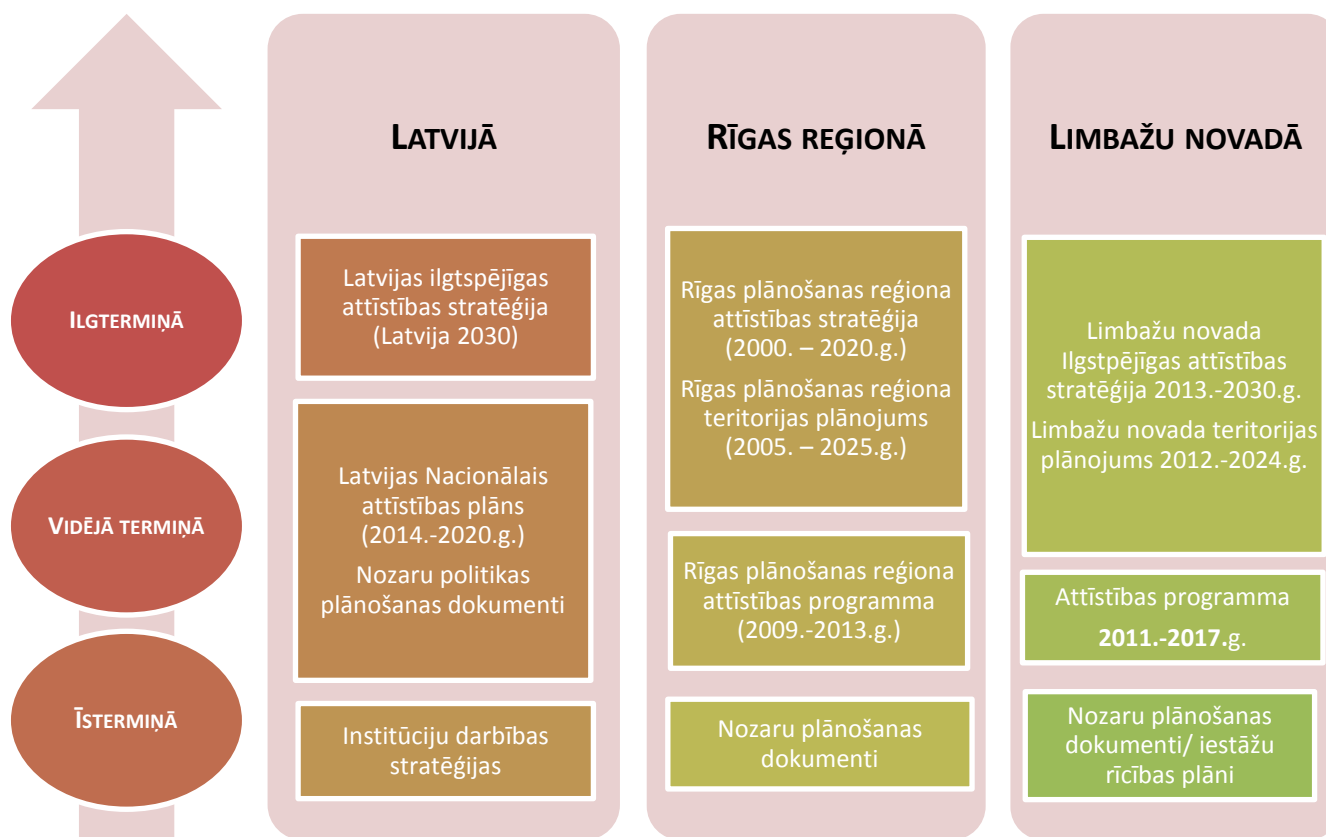 LATVIJĀ
RĪGAS REĢIONĀ
LIMBAŽU NOVADĀ
ILGTERMIŅĀ
VIDĒJĀ TERMIŅĀ
ĪSTERMIŅĀ
Latvijas ilgtspējīgas
attīstības stratēģija
(Latvija 2030)
Latvijas Nacionālais
attīstības plāns
(2014.-2020.g.)
Nozaru politikas
plānošanas dokumenti
Institūciju darbības
stratēģijas
Rīgas plānošanas reģiona
attīstības stratēģija
(2000. – 2020.g.)
Rīgas plānošanas reģiona
teritorijas plānojums
(2005. – 2025.g.)
Rīgas plānošanas reģiona
attīstības programma
(2009.-2013.g.)
Nozaru plānošanas
dokumenti
Limbažu novada
Ilgstpējīgas attīstības
stratēģija 2013.-2030.g.
Limbažu novada teritorijas
plānojums 2012.-2024.g.
Attīstības programma
2011.-2017.g.
Nozaru plānošanas
dokumenti/ iestāžu
rīcības plāni